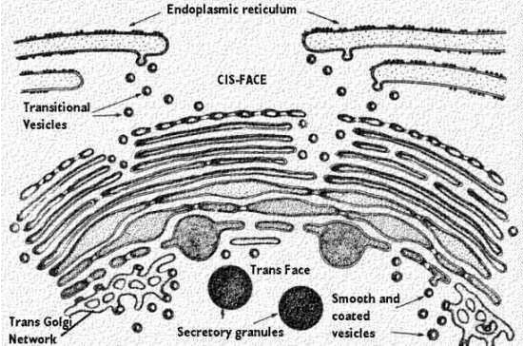 Endoplasmic reticulum
CIS-FACE
Transitional
Vesicles
Trans Face
Smooth and
coated
vesicles
Trans Golgi
Network
Secretory granules